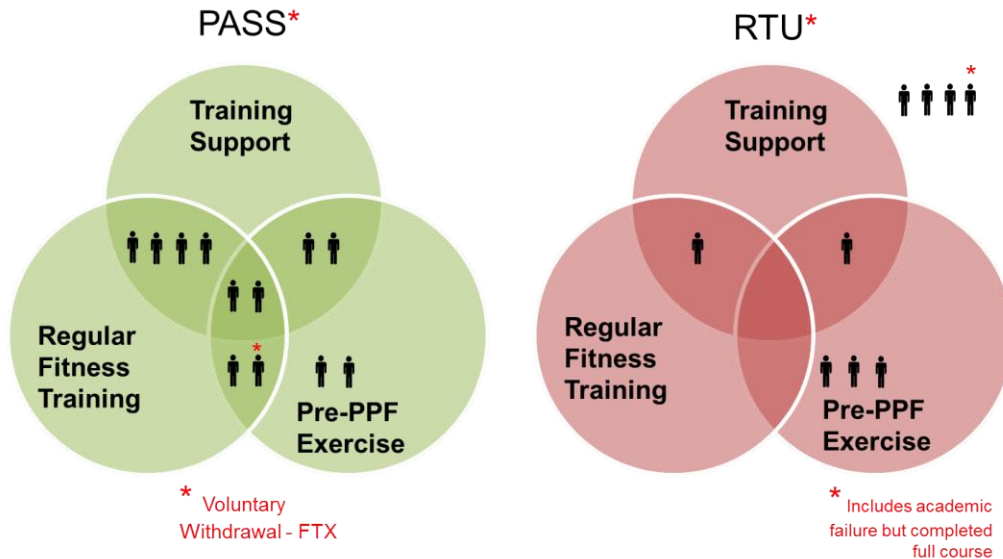 PASS*
Training
Support
Regular
Fitness
Training
*
Pre-PPF
Exercise
* Voluntary
Withdrawal - FTX
RTU*
*
Training
Support
Regular
Fitness
Training
Pre-PPF
Exercise
* Includes academic
failure but completed
full course